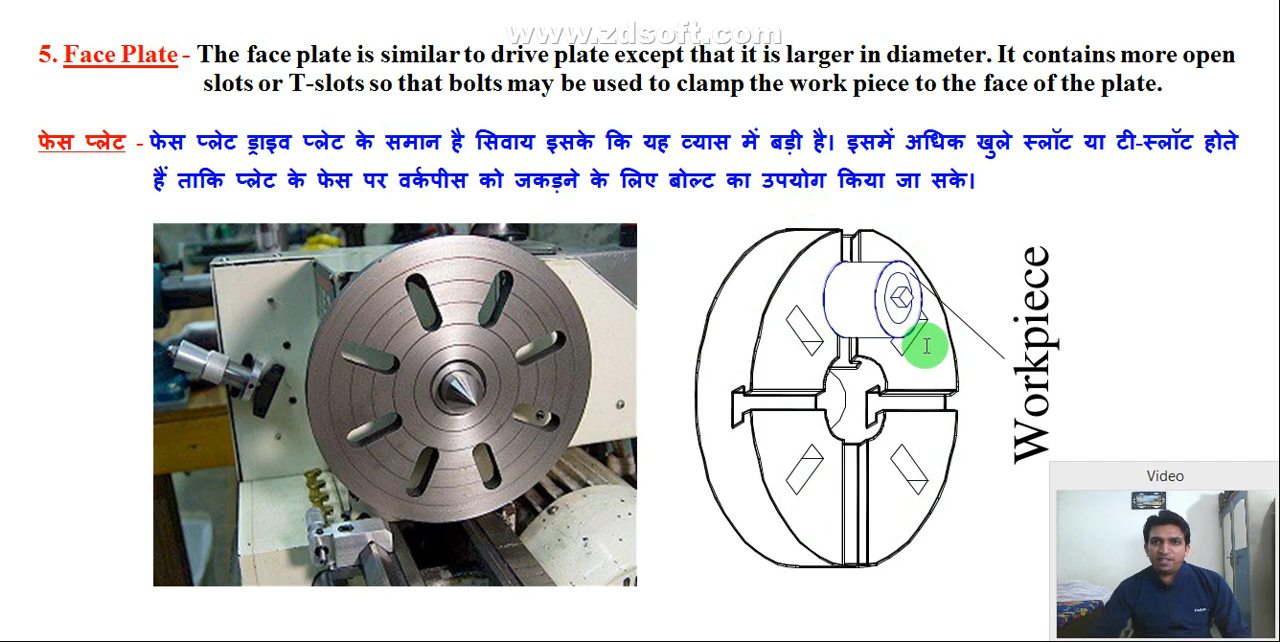 www.zdsoft.com
5. Face Plate - The face plate is similar to drive plate except that it is larger in diameter. It contains more open
slots or T-slots so that bolts may be used to clamp the work piece to the face of the plate.
फेस प्लेट - फेस प्लेट ड्राइव प्लेट के समान है सिवाय इसके कि यह व्यास में बड़ी है। इसमें अधिक खुले स्लॉट या टी-स्लॉट होते
हैं ताकि प्लेट के फेस पर वर्कपीस को जकड़ने के लिए बोल्ट का उपयोग किया जा सके।
Workpiece
Video